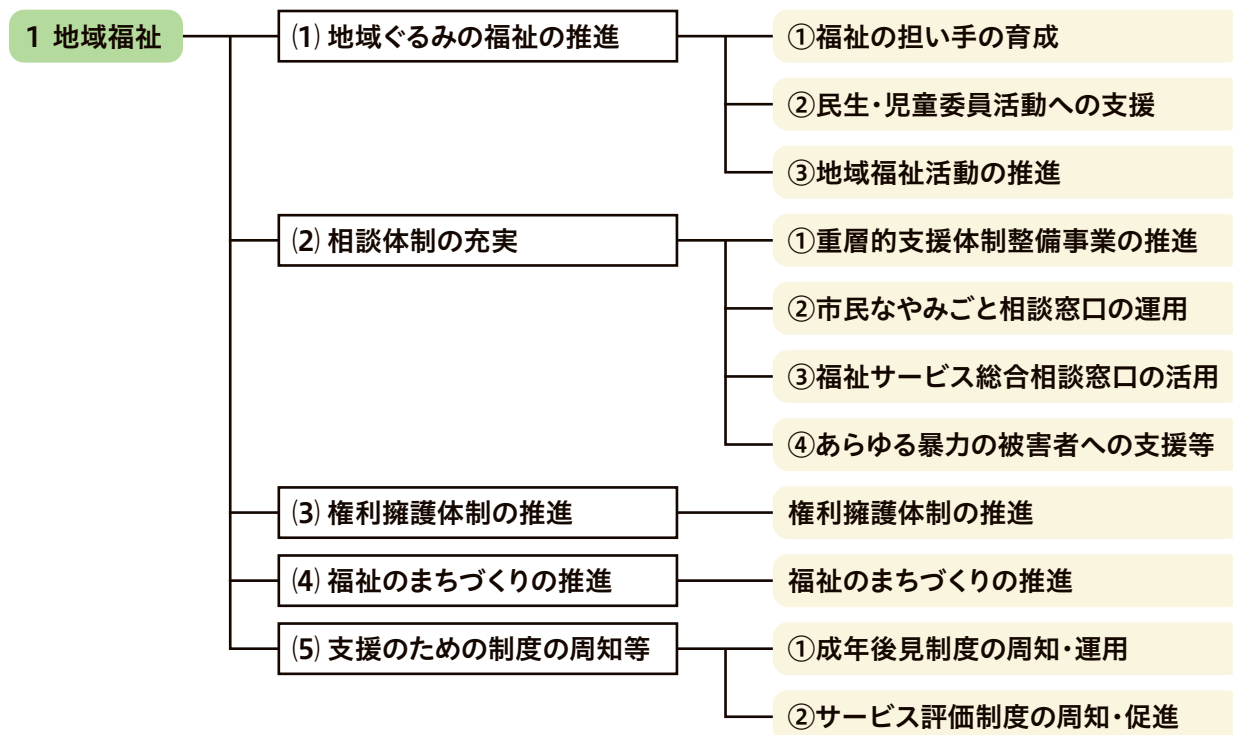 1 地域福祉
⑴ 地域ぐるみの福祉の推進
①福祉の担い手の育成
②民生・児童委員活動への支援
③地域福祉活動の推進
⑵ 相談体制の充実
①重層的支援体制整備事業の推進
②市民なやみごと相談窓口の運用
③福祉サービス総合相談窓口の活用
④あらゆる暴力の被害者への支援等
⑶ 権利擁護体制の推進
権利擁護体制の推進
⑷ 福祉のまちづくりの推進
福祉のまちづくりの推進
⑸ 支援のための制度の周知等
①成年後見制度の周知・運用
②サービス評価制度の周知・促進